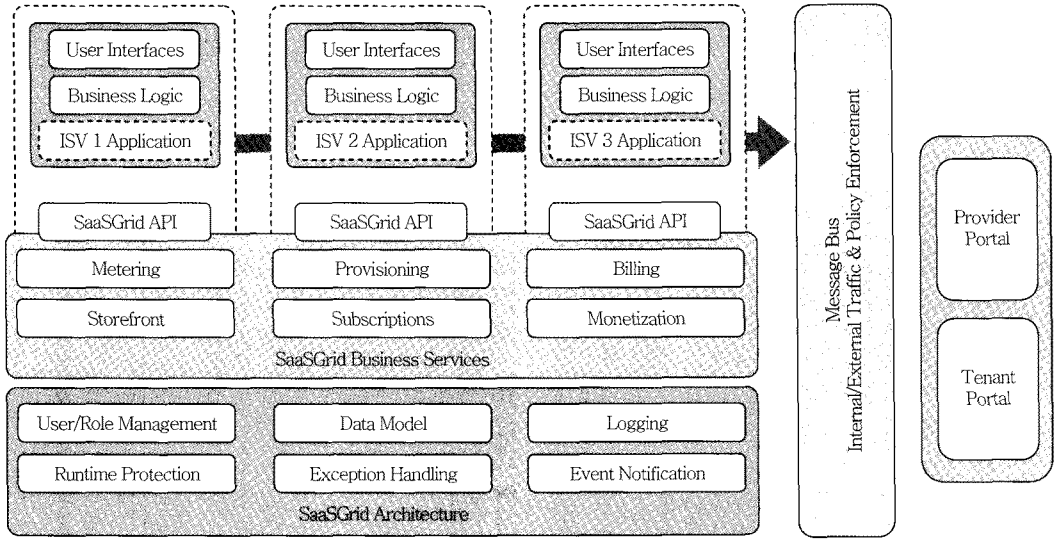 User Interfaces
Business Logic
ISV 1 Application
User Interfaces
Business Logic
ISV 2 Application
User Interfaces
Business Logic
ISV 3 Application
SaaSGrid API
SaaSGrid API
SaaSGrid API
Metering
Provisioning
Billing
Storefront
Subscriptions
Monetization
SaaSGrid Business Services
User/Role Management
Data Model
Logging
Runtime Protection
Exception Handling
Event Notification
SaaSGrid Architecture
Message Bus
Internal/External Traffic & Policy Enforcement
Provider
Portal
Tenant
Portal